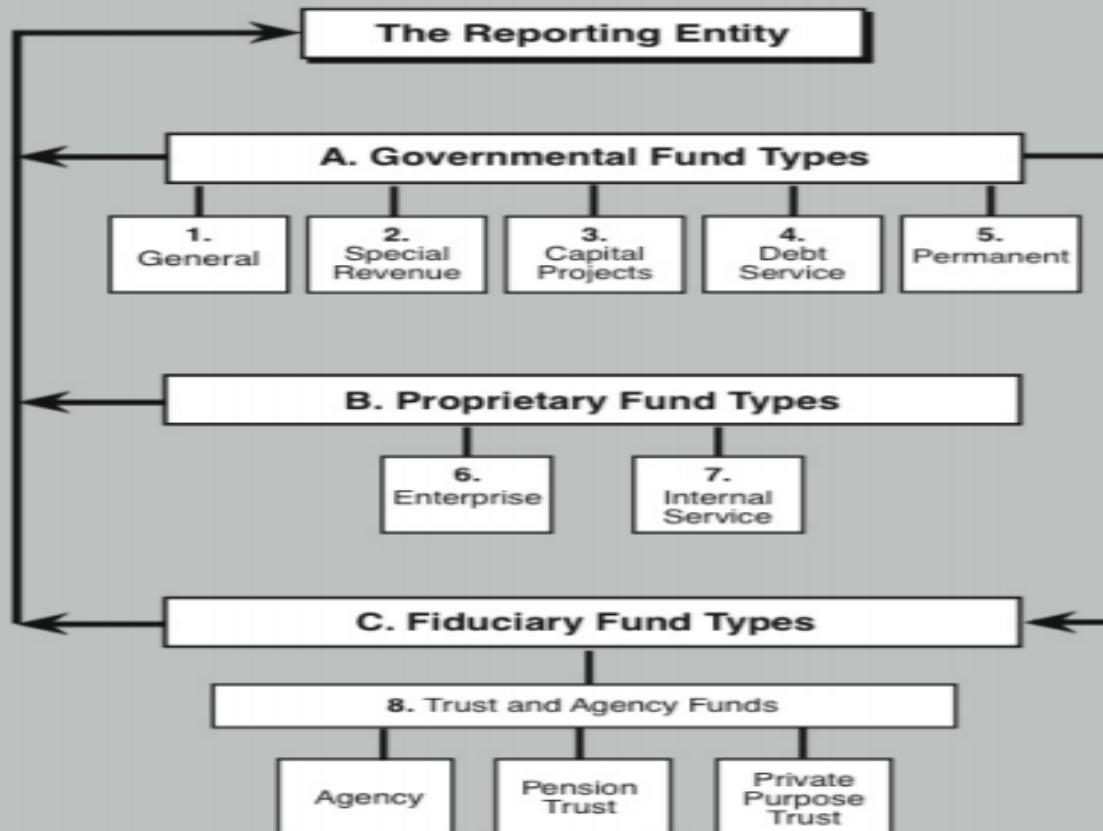 The Reporting Entity
A. Governmental Fund Types
1.
General
2.
Special
Revenue
3.
Capital
Projects
4.
Debt
Service
5.
Permanent
B. Proprietary Fund Types
6.
Enterprise
7.
Internal
Service
C. Fiduciary Fund Types
8. Trust and Agency Funds
Agency
Pension
Trust
Private
Purpose
Trust